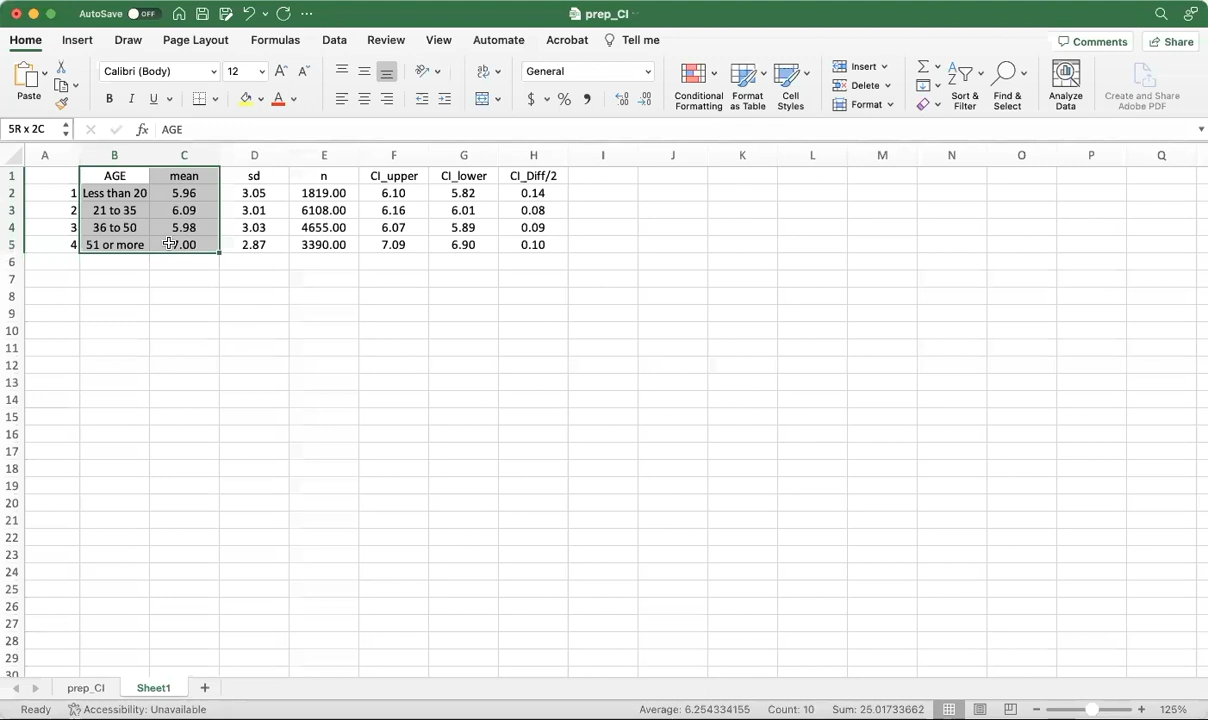 AutoSave OFF prep_CI
Home Insert Draw Page Layout Formulas Data Review View Automate Acrobat Tell me Comments Share
Paste Calibri (Body) 12 General Conditional Formatting Format as Table Cell Styles Insert Delete Format Sort & Filter Find & Select Analyze Data Create and Share Adobe PDF
5R x 2C fx AGE
A B C D E F G H I J K L M N O P Q
1 AGE mean sd n CI_upper CI_lower CI_Diff/2
2 1 Less than 20 5.96 3.05 1819.00 6.10 5.82 0.14
3 2 21 to 35 6.09 3.01 6108.00 6.16 6.01 0.08
4 3 36 to 50 5.98 3.03 4655.00 6.07 5.89 0.09
5 4 51 or more 7.00 2.87 3390.00 7.09 6.90 0.10
6
7
8
9
10
11
12
13
14
15
16
17
18
19
20
21
22
23
24
25
26
27
28
29
30
prep_CI Sheet1 +
Ready Accessibility: Unavailable Average: 6.254334155 Count: 10 Sum: 25.01733662 125%